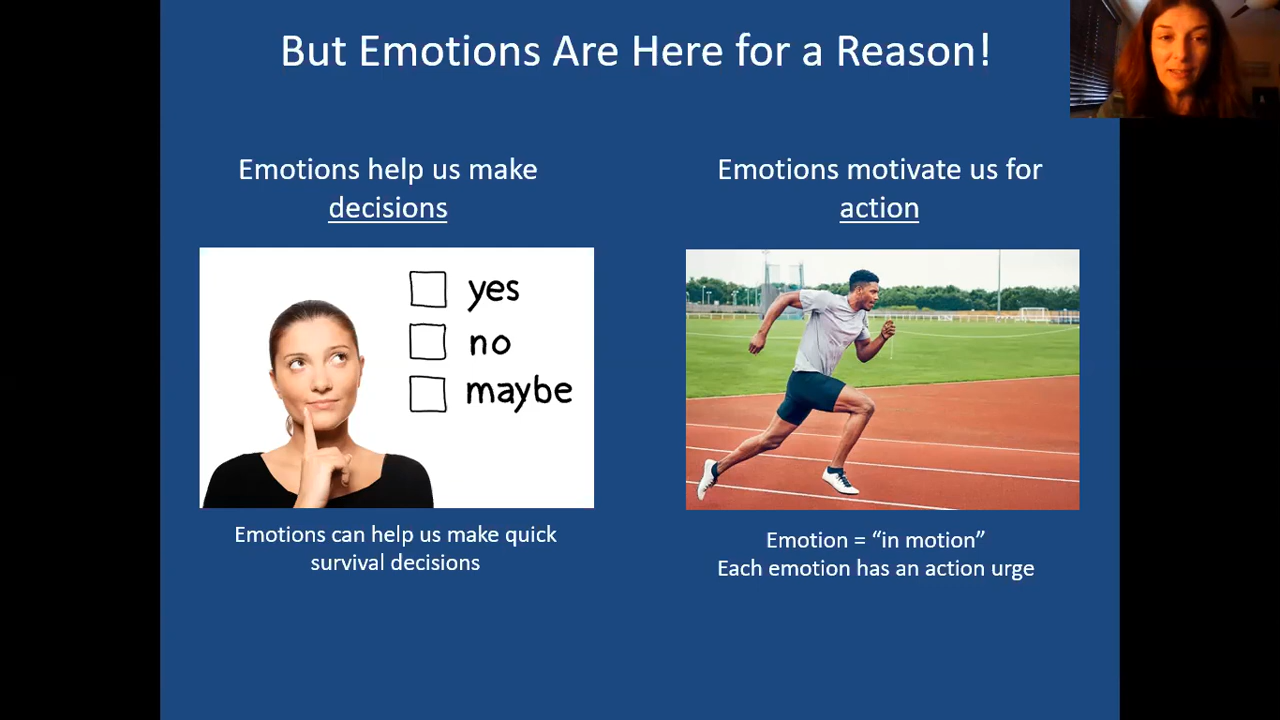 But Emotions Are Here for a Reason!
Emotions help us make
decisions
yes
no
maybe
Emotions can help us make quick
survival decisions
Emotions motivate us for
action
Emotion = “in motion”
Each emotion has an action urge